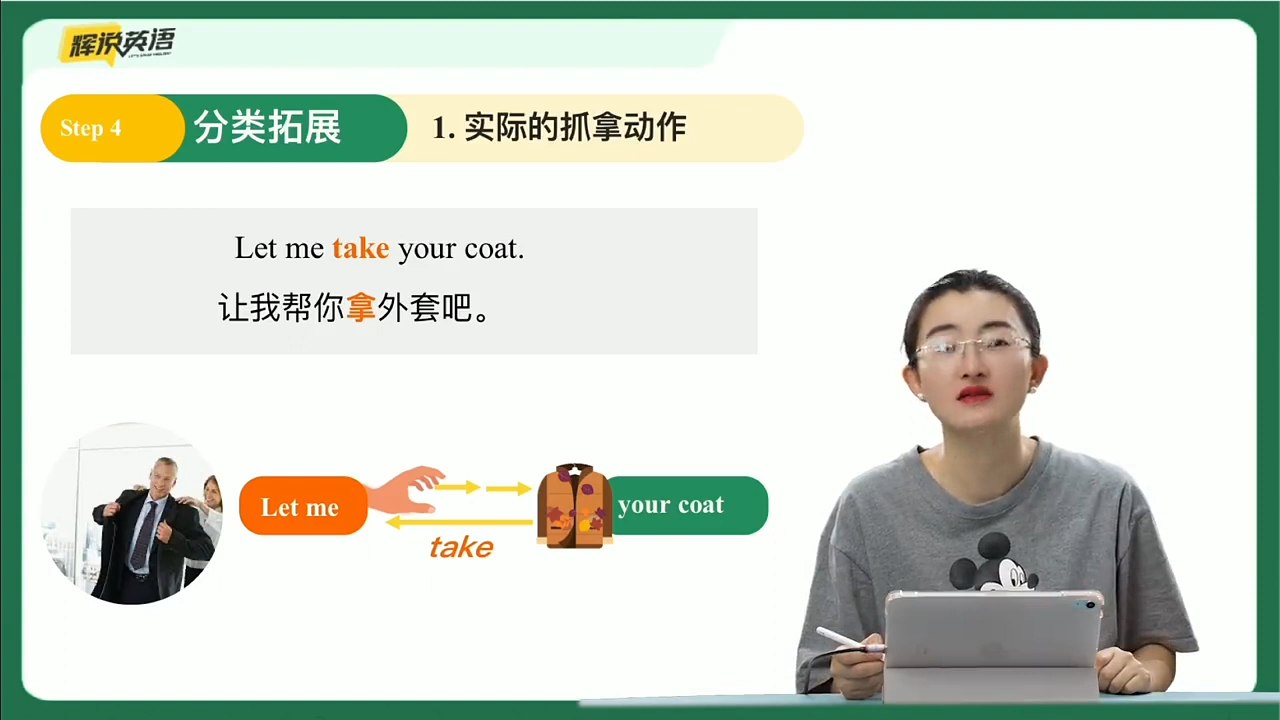 辉说英语
Step 4
分类拓展
1. 实际的抓拿动作
Let me take your coat.
让我帮你拿外套吧。
Let me
your coat
take